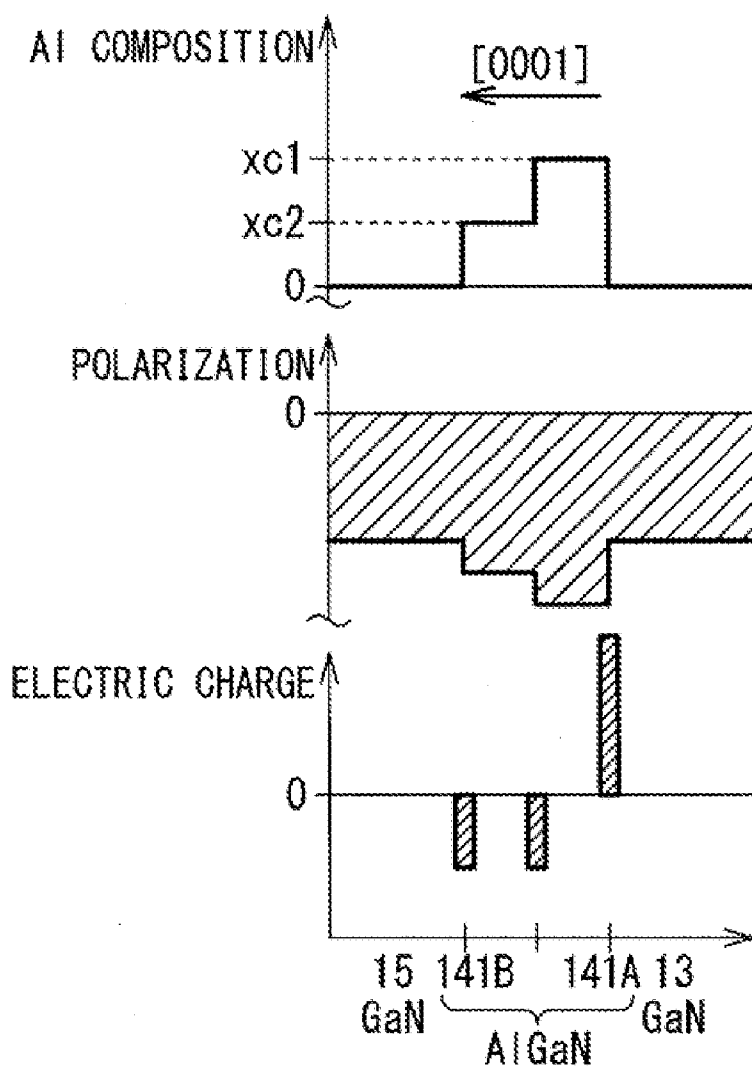 Al COMPOSITION
[0001]
xc1
xc2
0
POLARIZATION
0
ELECTRIC CHARGE
0
15 141B 141A 13
GaN GaN
AlGaN